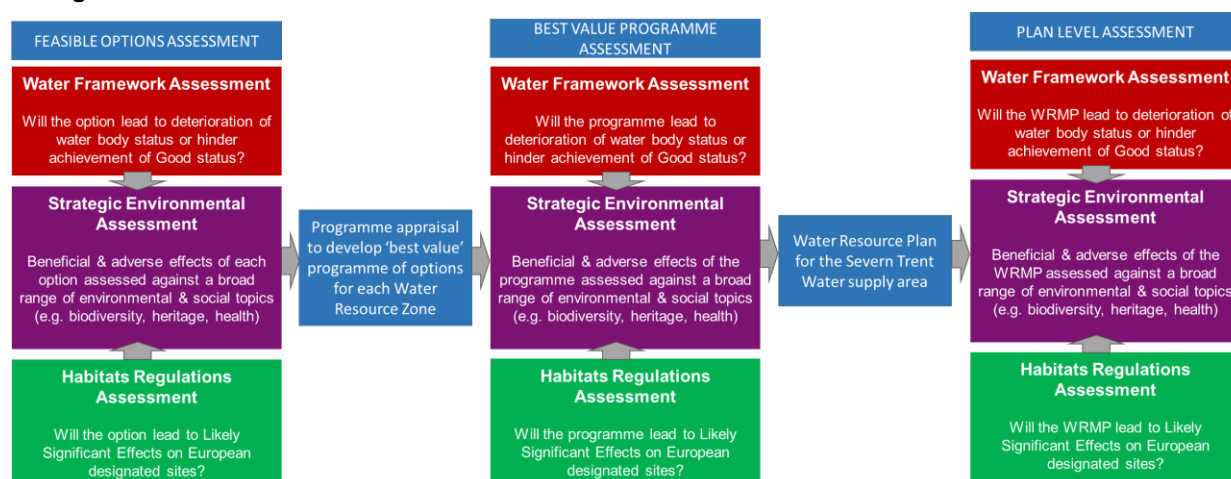 FEASIBLE OPTIONS ASSESSMENT
Water Framework Assessment
Will the option lead to deterioration of
water body status or hinder
achievement of Good status?
Strategic Environmental
Assessment
Beneficial & adverse effects of each
option assessed against a broad
range of environmental & social topics
(e.g. biodiversity, heritage, health)
Habitats Regulations
Assessment
Will the option lead to Likely
Significant Effects on European
designated sites?
Programme appraisal
to develop ‘best value’
programme of options
for each Water
Resource Zone
BEST VALUE PROGRAMME
ASSESSMENT
Water Framework Assessment
Will the programme lead to
deterioration of water body status or
hinder achievement of Good status?
Strategic Environmental
Assessment
Beneficial & adverse effects of the
programme assessed against a broad
range of environmental & social topics
(e.g. biodiversity, heritage, health)
Habitats Regulations
Assessment
Will the programme lead to Likely
Significant Effects on European
designated sites?
Water Resource Plan
for the Severn Trent
Water supply area
PLAN LEVEL ASSESSMENT
Water Framework Assessment
Will the WRMP lead to deterioration of
water body status or hinder
achievement of Good status?
Strategic Environmental
Assessment
Beneficial & adverse effects of the
WRMP assessed against a broad
range of environmental & social topics
(e.g. biodiversity, heritage, health)
Habitats Regulations
Assessment
Will the WRMP lead to Likely
Significant Effects on European
designated sites?